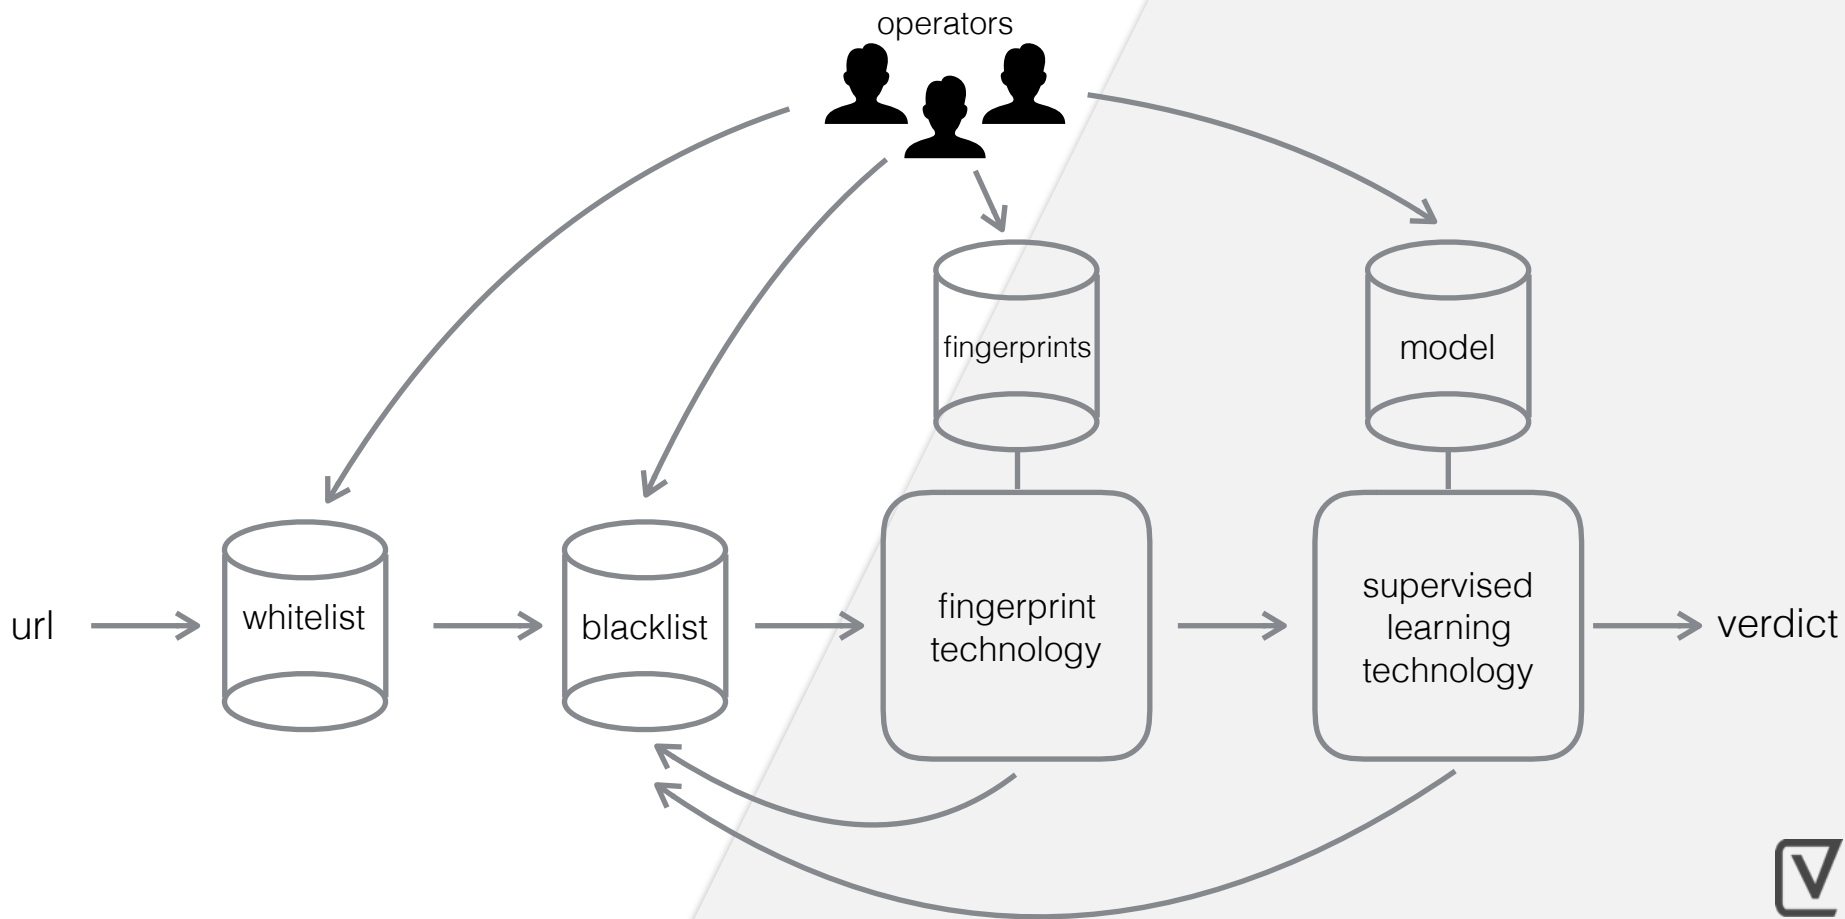 operators
fingerprints
model
url
whitelist
blacklist
fingerprint
technology
supervised
learning
technology
verdict
V